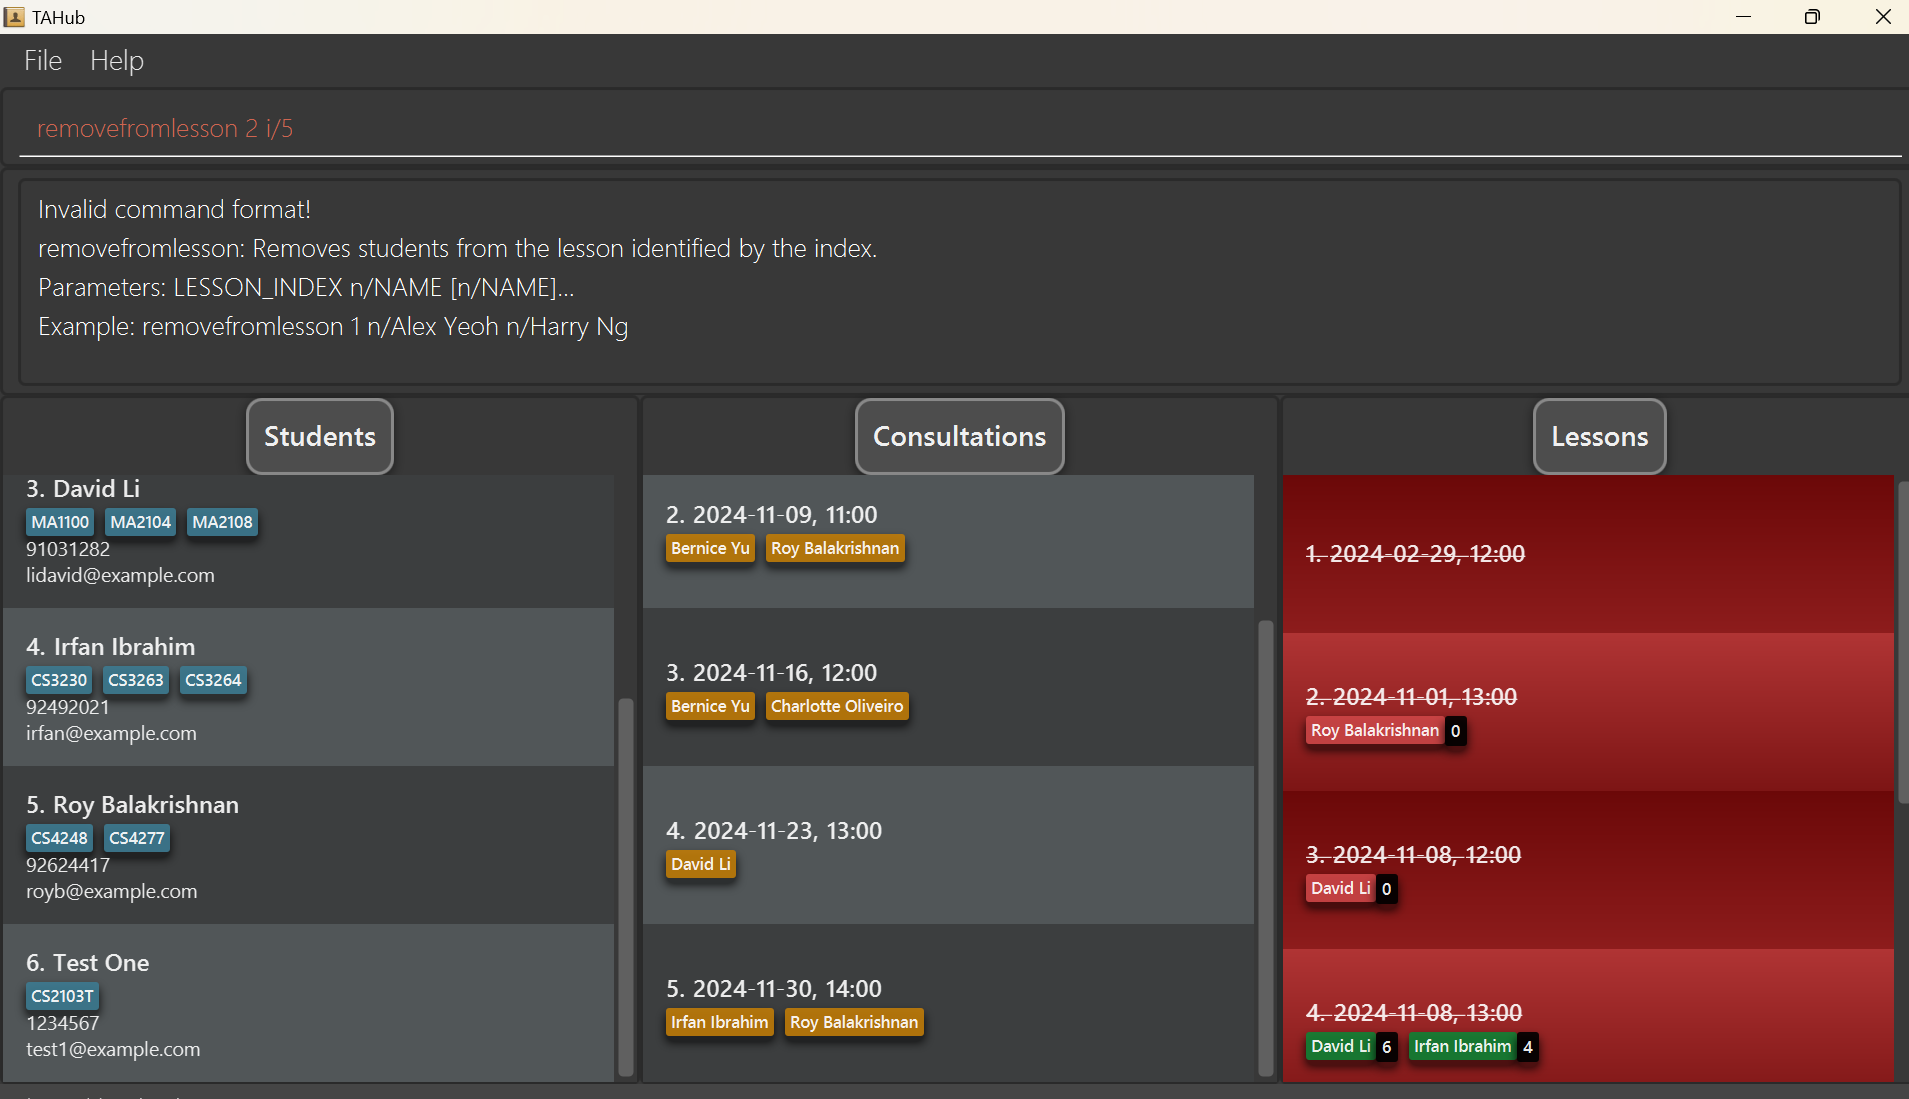 TAHub
File Help
removefromlesson 2 i/5
Invalid command format!
removefromlesson: Removes students from the lesson identified by the index.
Parameters: LESSON_INDEX n/NAME [n/NAME]...
Example: removefromlesson 1 n/Alex Yeoh n/Harry Ng
Students
3. David Li
MA1100 MA2104 MA2108
91031282
lidavid@example.com
4. Irfan Ibrahim
CS3230 CS3263 CS3264
92492021
irfan@example.com
5. Roy Balakrishnan
CS4248 CS4277
92624417
royb@example.com
6. Test One
CS2103T
1234567
test1@example.com
Consultations
2. 2024-11-09, 11:00
Bernice Yu Roy Balakrishnan
3. 2024-11-16, 12:00
Bernice Yu Charlotte Oliveiro
4. 2024-11-23, 13:00
David Li
5. 2024-11-30, 14:00
Irfan Ibrahim Roy Balakrishnan
Lessons
1. 2024-02-29, 12:00
2. 2024-11-01, 13:00
Roy Balakrishnan 0
3. 2024-11-08, 12:00
David Li 0
4. 2024-11-08, 13:00
David Li 6 Irfan Ibrahim 4